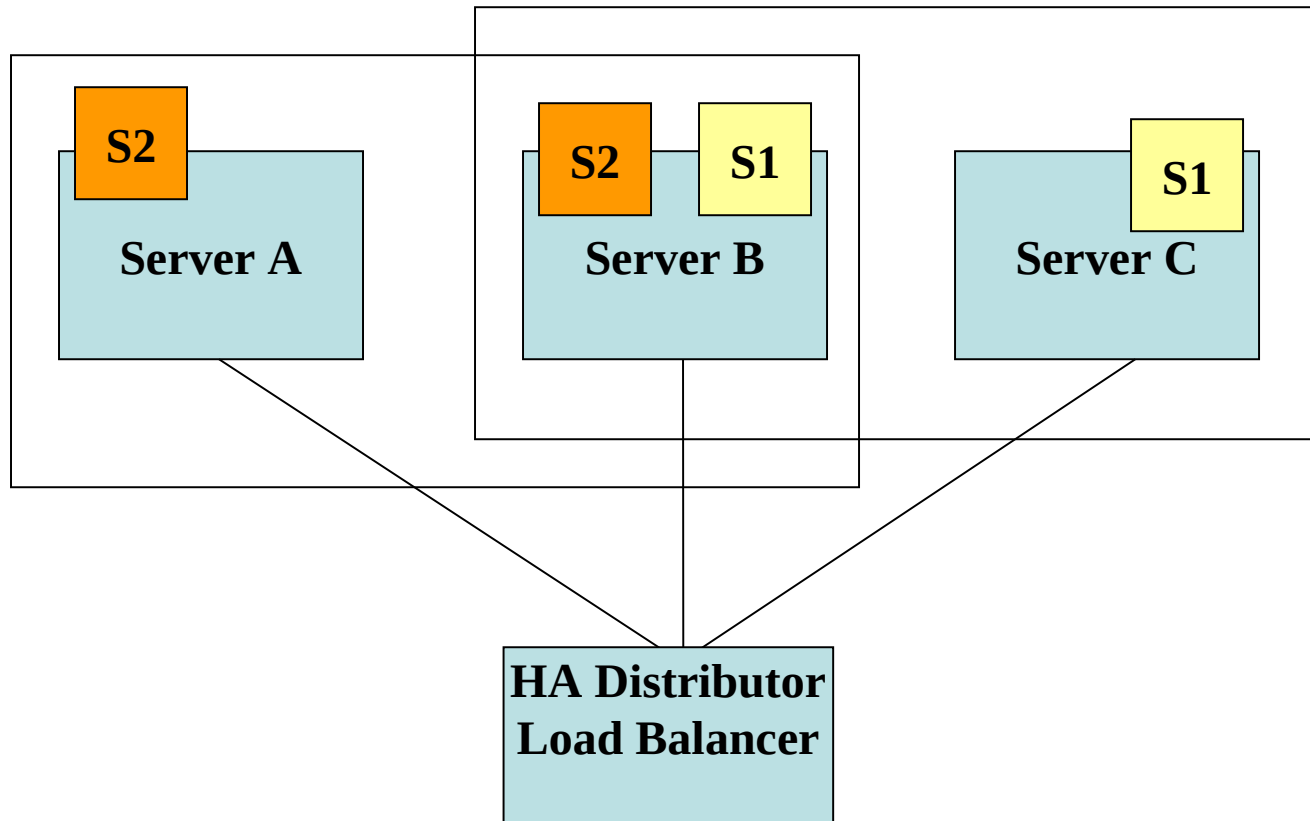 S2
S2
S1
S1
Server A
Server B
Server C
HA Distributor
Load Balancer